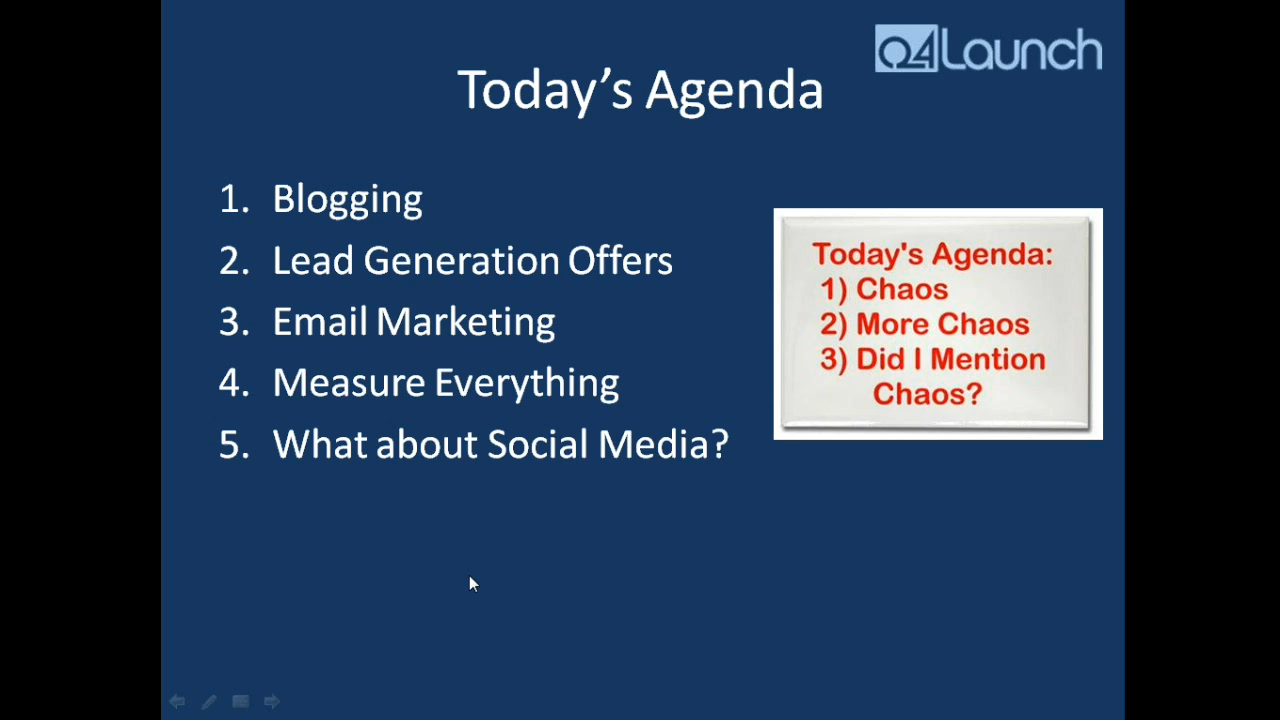 Q4Launch
Today's Agenda
1. Blogging
2. Lead Generation Offers
3. Email Marketing
4. Measure Everything
5. What about Social Media?
Today's Agenda:
1) Chaos
2) More Chaos
3) Did I Mention
Chaos?